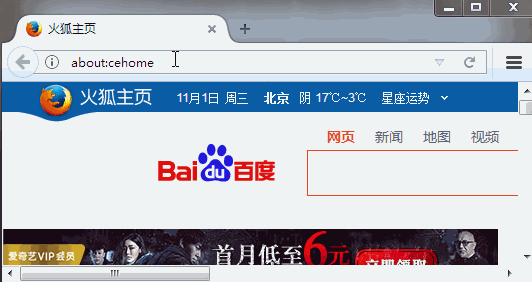 火狐主页
about:cehome
火狐主页 11月1日 周三 北京 阴 17℃~3℃ 星座运势
网页 新闻 地图 视频
Bai du 百度
爱奇艺VIP会员 首月低至6元 立即领取